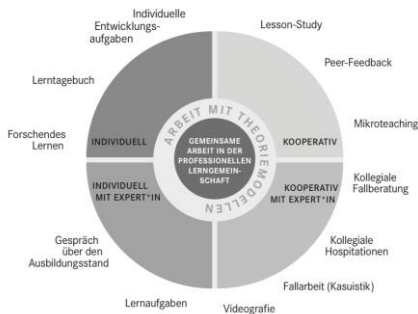 Individuelle
Entwicklungs-
aufgaben
Lerntagebuch
Forschendes
Lernen
Lesson-Study
Peer-Feedback
Mikroteaching
INDIVIDUELL
KOOPERATIV
ARBEIT MIT THEORIEMODELLEN
GEMEINSAME
ARBEIT IN DER
PROFESSIONELLEN
LERNGEMEIN-
SCHAFT
INDIVIDUELL
MIT EXPERT*IN
KOOPERATIV
MIT EXPERT*IN
Gespräch
über den
Ausbildungsstand
Lernaufgaben
Kollegiale
Fallberatung
Kollegiale
Hospitationen
Fallarbeit (Kasuistik)
Videografie